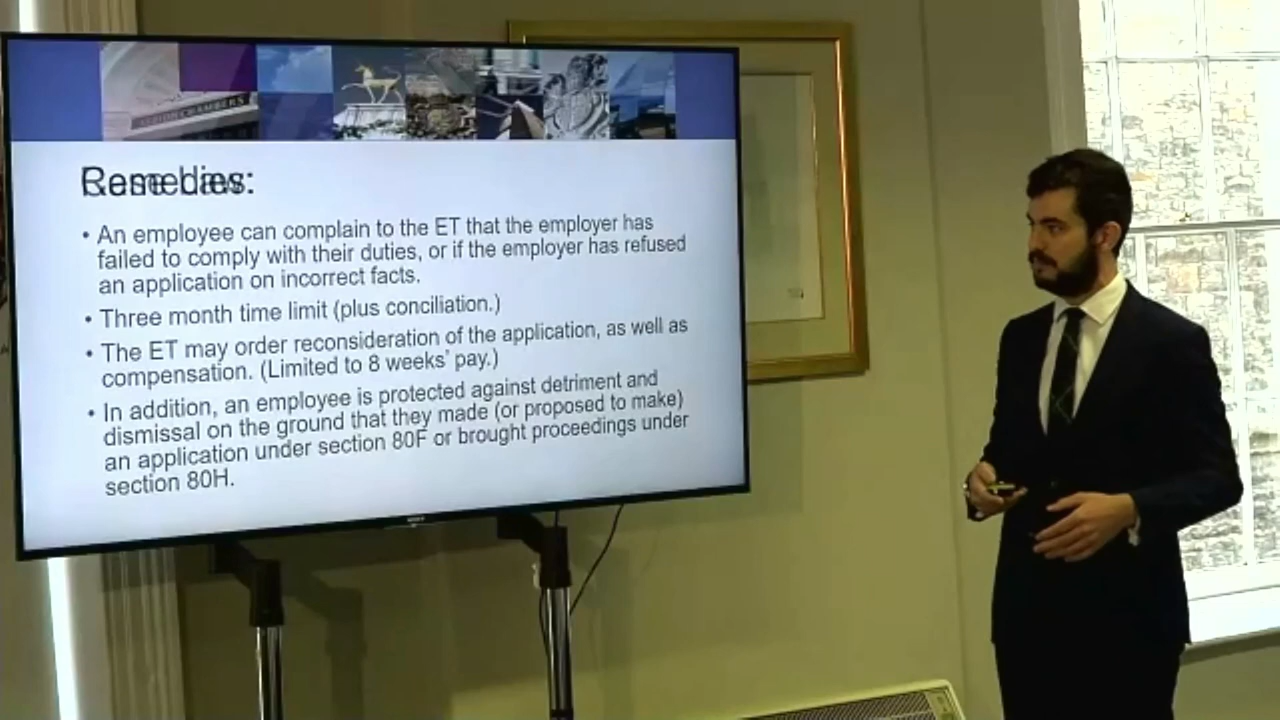 ALBION CHAMBERS
Remedies:
• An employee can complain to the ET that the employer has
failed to comply with their duties, or if the employer has refused
an application on incorrect facts.
• Three month time limit (plus conciliation.)
• The ET may order reconsideration of the application, as well as
compensation. (Limited to 8 weeks' pay.)
• In addition, an employee is protected against detriment and
dismissal on the ground that they made (or proposed to make)
an application under section 80F or brought proceedings under
section 80H.
SONY